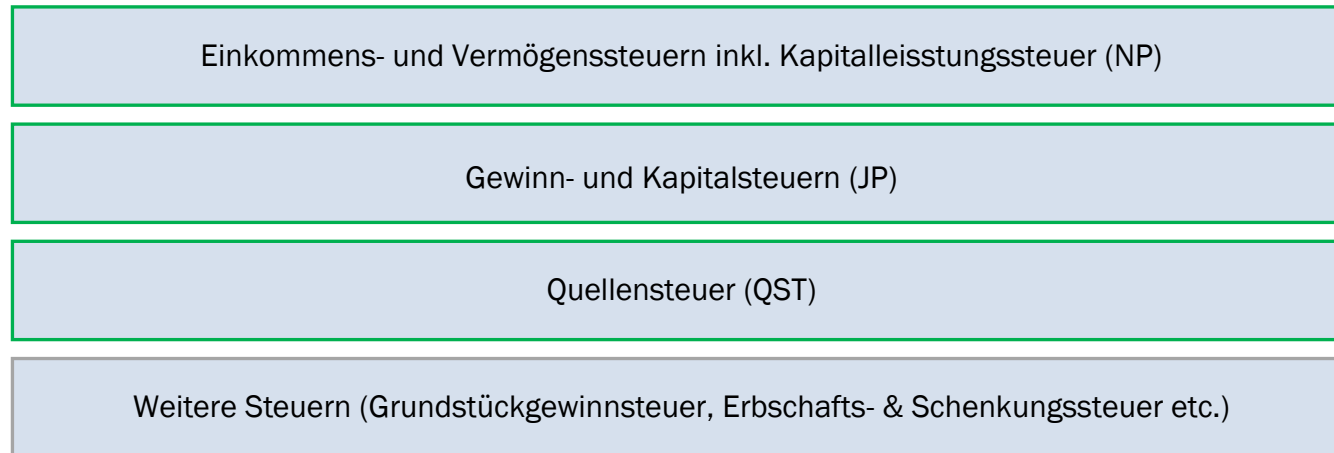 Einkommens- und Vermögenssteuern inkl. Kapitalleisstungssteuer (NP)
Gewinn- und Kapitalsteuern (JP)
Quellensteuer (QST)
Weitere Steuern (Grundstückgewinnsteuer, Erbschafts- & Schenkungssteuer etc.)